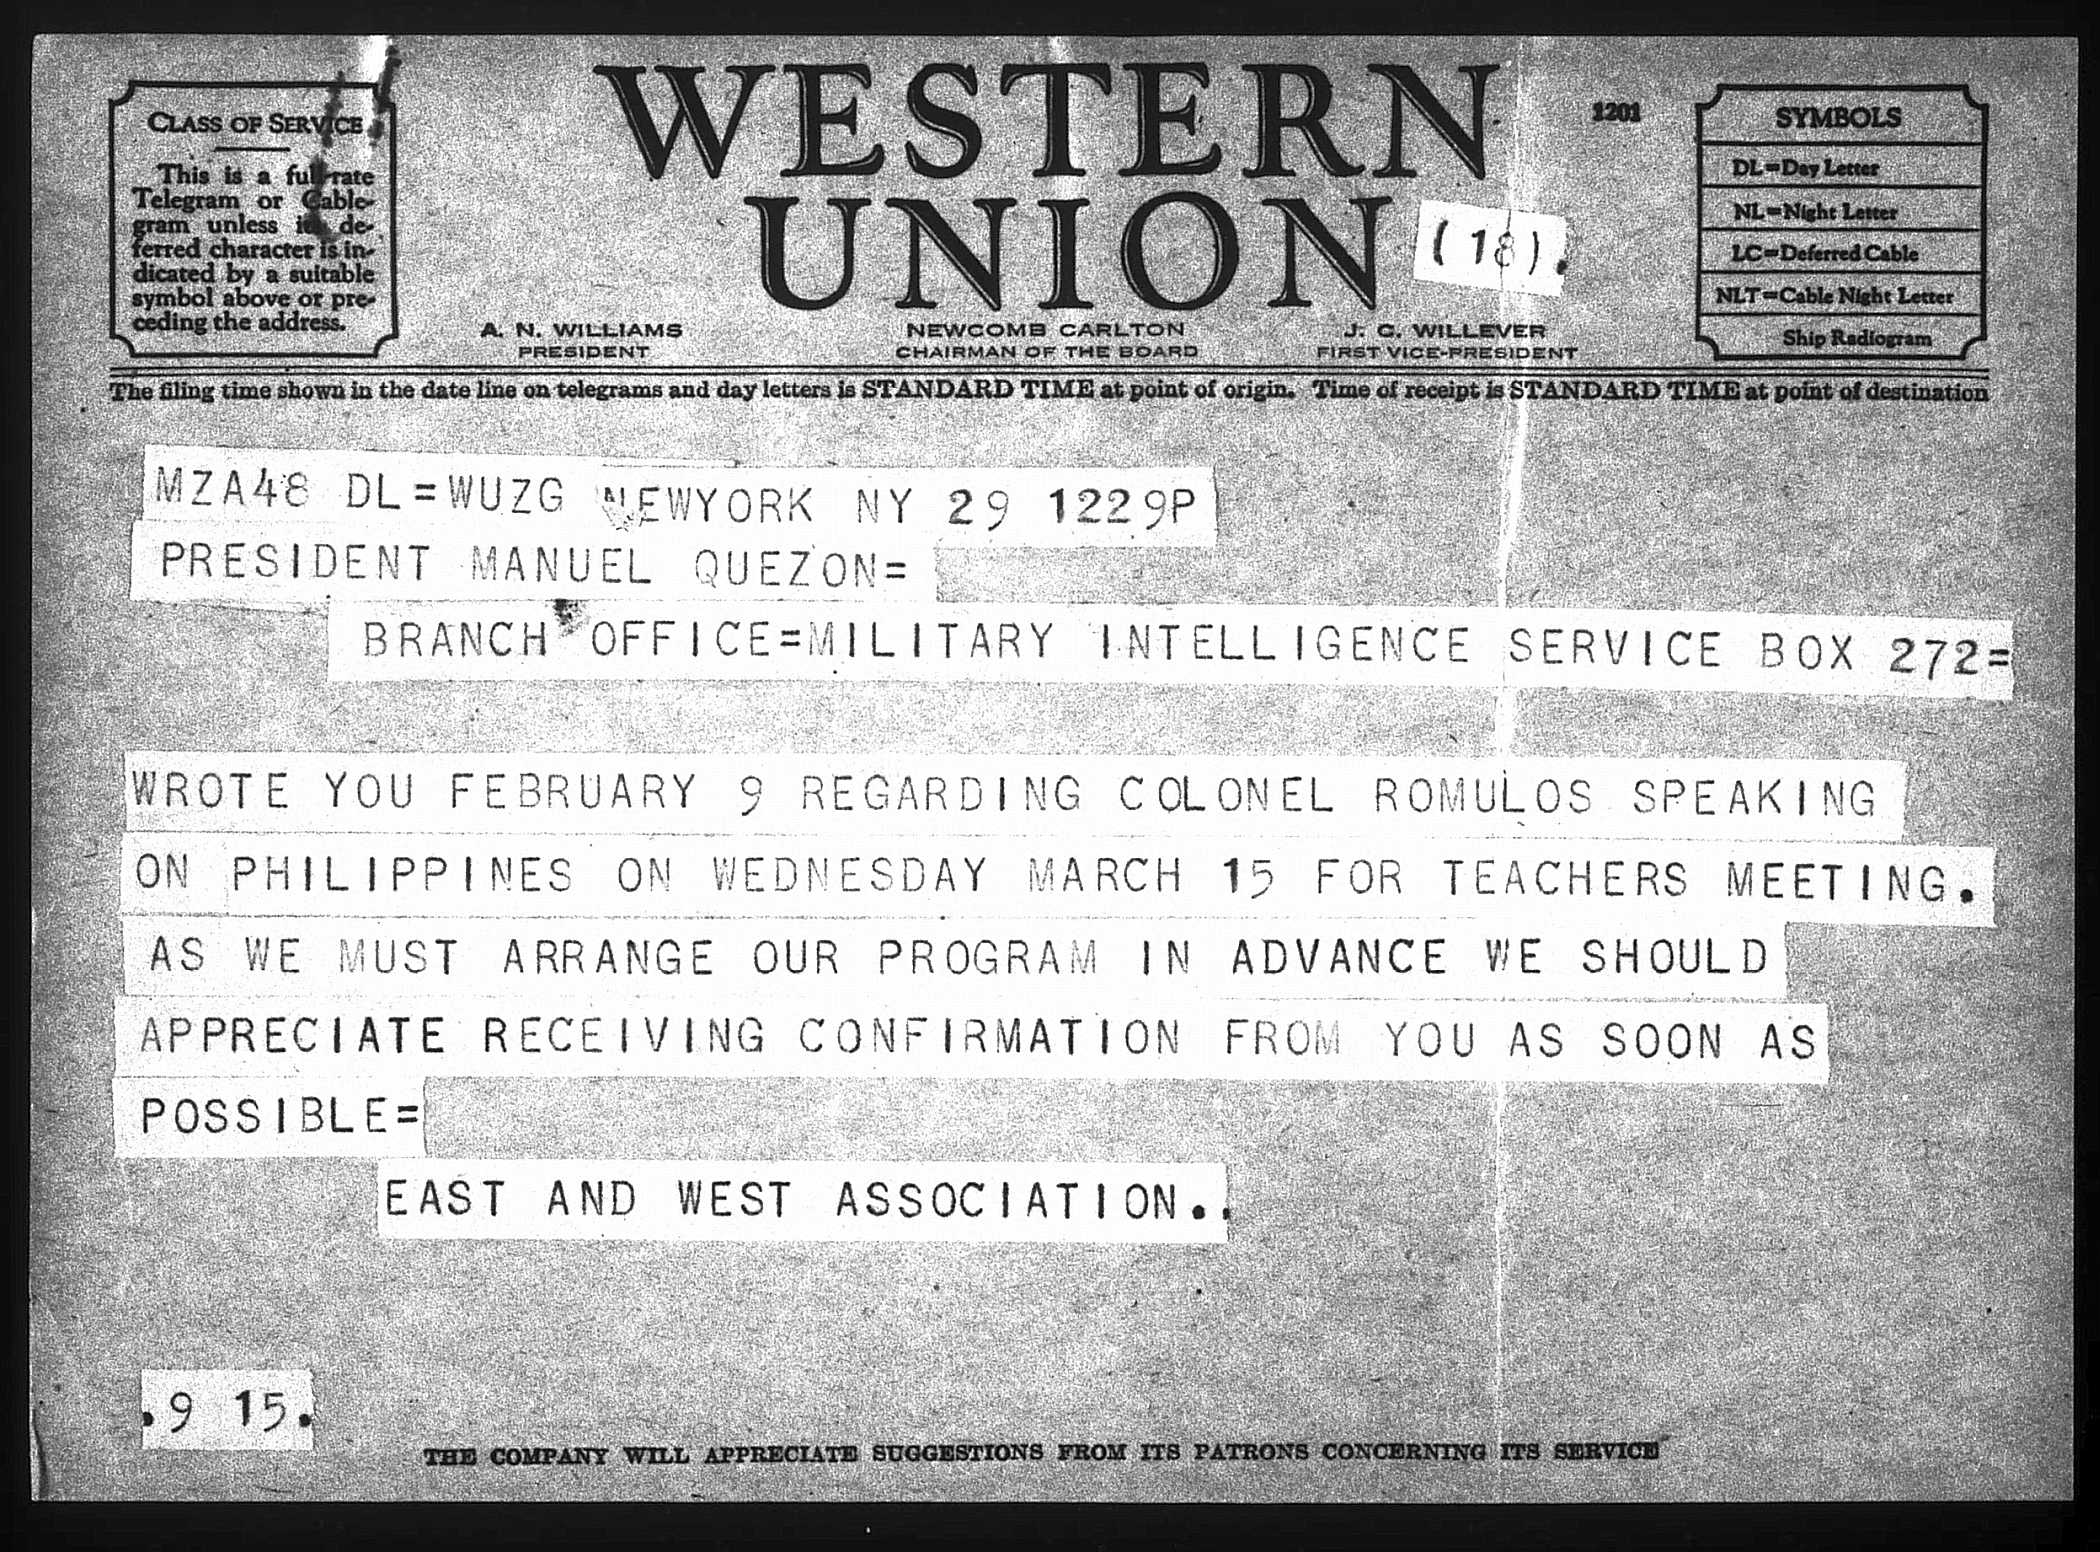 CLASS OF SERVICE
This is a full-rate
Telegram or Cable-
gram unless its de-
ferred character is in-
dicated by a suitable
symbol above or pre-
ceding the address.
WESTERN
UNION
(18).
1201
A. N. WILLIAMS
PRESIDENT
NEWCOMB CARLTON
CHAIRMAN OF THE BOARD
J. C. WILLEVER
FIRST VICE-PRESIDENT
SYMBOLS
DL=Day Letter
NL=Night Letter
LC=Deferred Cable
NLT=Cable Night Letter
Ship Radiogram
The filing time shown in the date line on telegrams and day letters is STANDARD TIME at point of origin. Time of receipt is STANDARD TIME at point of destination
MZA48 DL=WUZG NEWYORK NY 29 1229P
PRESIDENT MANUEL QUEZON=
BRANCH OFFICE=MILITARY INTELLIGENCE SERVICE BOX 272=
WROTE YOU FEBRUARY 9 REGARDING COLONEL ROMULOS SPEAKING
ON PHILIPPINES ON WEDNESDAY MARCH 15 FOR TEACHERS MEETING.
AS WE MUST ARRANGE OUR PROGRAM IN ADVANCE WE SHOULD
APPRECIATE RECEIVING CONFIRMATION FROM YOU AS SOON AS
POSSIBLE=
EAST AND WEST ASSOCIATION..
.9 15.
THE COMPANY WILL APPRECIATE SUGGESTIONS FROM ITS PATRONS CONCERNING ITS SERVICE